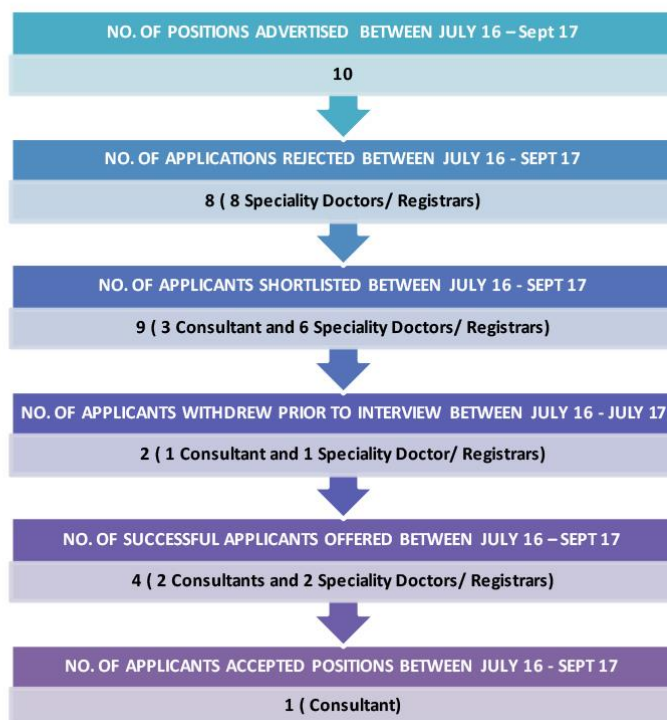 NO. OF POSITIONS ADVERTISED BETWEEN JULY 16 – Sept 17
10
NO. OF APPLICATIONS REJECTED BETWEEN JULY 16 - SEPT 17
8 ( 8 Speciality Doctors/ Registrars)
NO. OF APPLICANTS SHORTLISTED BETWEEN JULY 16 - SEPT 17
9 ( 3 Consultant and 6 Speciality Doctors/ Registrars)
NO. OF APPLICANTS WITHDREW PRIOR TO INTERVIEW BETWEEN JULY 16 - JULY 17
2 ( 1 Consultant and 1 Speciality Doctor/ Registrars)
NO. OF SUCCESSFUL APPLICANTS OFFERED BETWEEN JULY 16 – SEPT 17
4 ( 2 Consultants and 2 Speciality Doctors/ Registrars)
NO. OF APPLICANTS ACCEPTED POSITIONS BETWEEN JULY 16 - SEPT 17
1 ( Consultant)